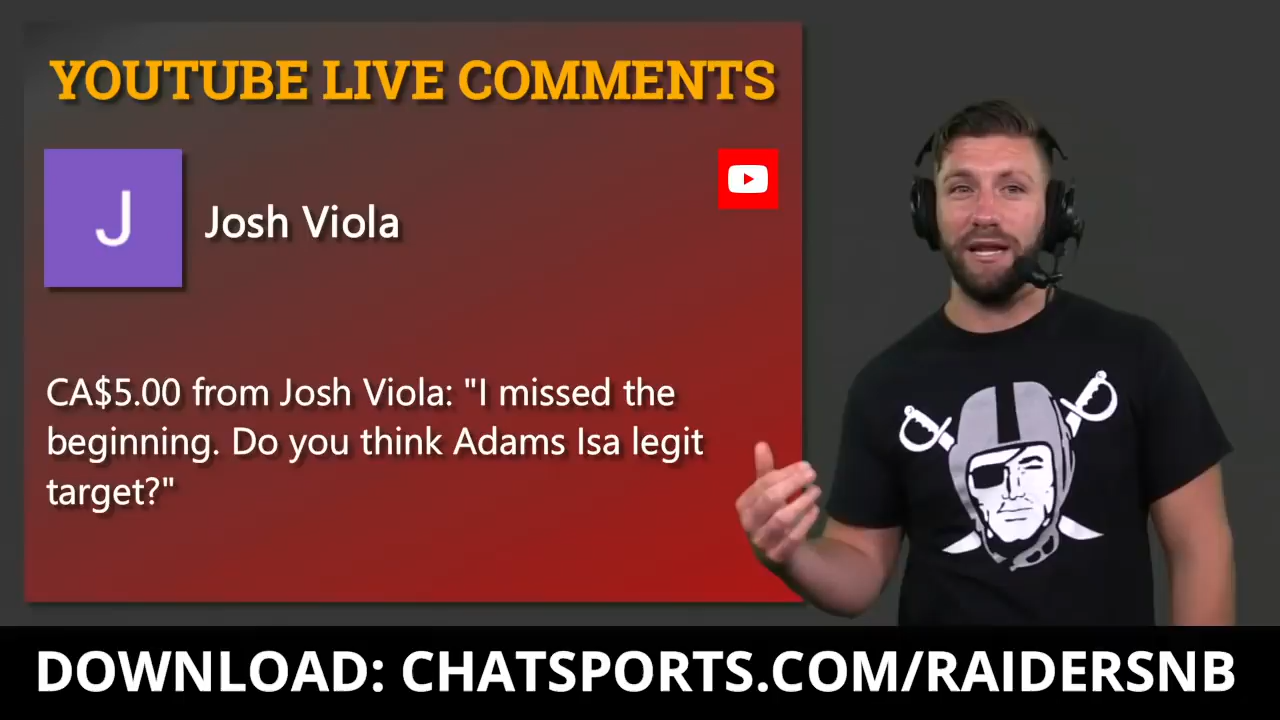 YOUTUBE LIVE COMMENTS
J
Josh Viola
CA$5.00 from Josh Viola: "I missed the
beginning. Do you think Adams Isa legit
target?"
DOWNLOAD: CHATSPORTS.COM/RAIDERSNB